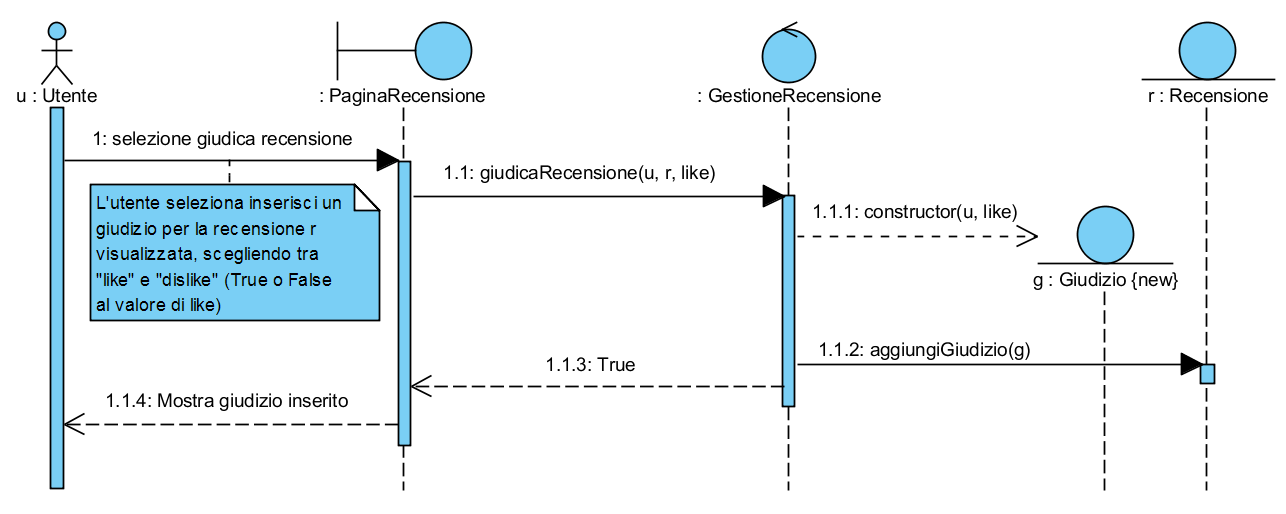 u : Utente
: PaginaRecensione
: GestioneRecensione
r : Recensione
1: selezione giudica recensione
1.1: giudicaRecensione(u, r, like)
L'utente seleziona inserisci un
giudizio per la recensione r
visualizzata, scegliendo tra
"like" e "dislike" (True o False
al valore di like)
1.1.1: constructor(u, like)
g : Giudizio {new}
1.1.2: aggiungiGiudizio(g)
1.1.3: True
1.1.4: Mostra giudizio inserito